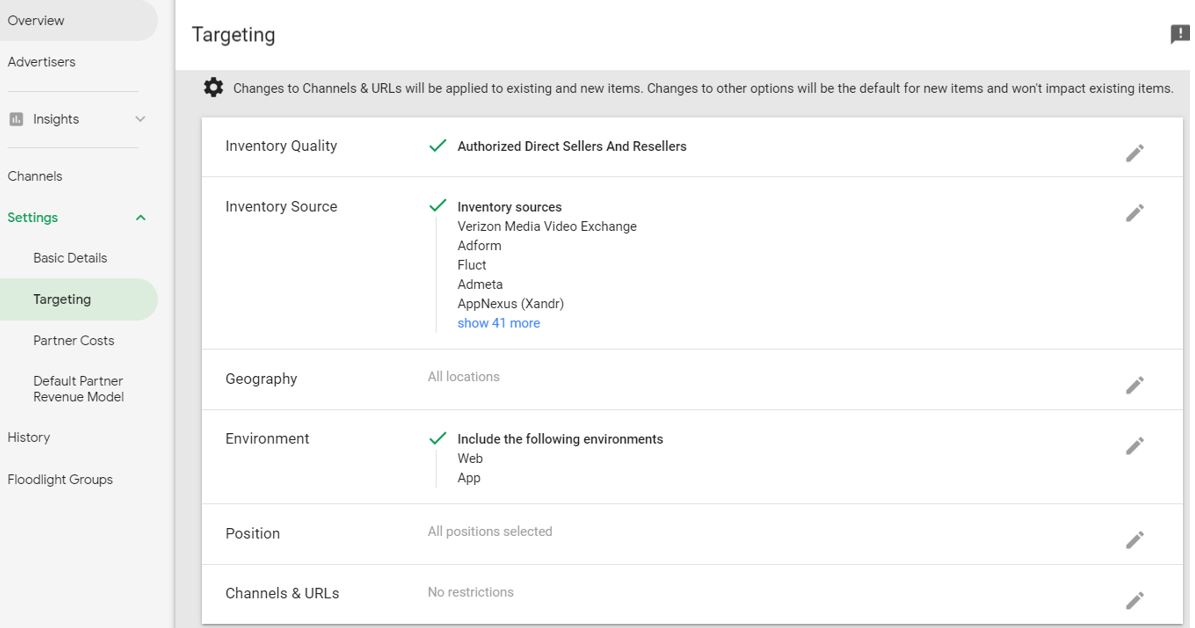 Overview
Advertisers
Insights
Channels
Settings
Basic Details
Targeting
Partner Costs
Default Partner
Revenue Model
History
Floodlight Groups
Targeting
Changes to Channels & URLs will be applied to existing and new items. Changes to other options will be the default for new items and won't impact existing items.
Inventory Quality
Authorized Direct Sellers And Resellers
Inventory Source
Inventory sources
Verizon Media Video Exchange
Adform
Fluct
Admeta
AppNexus (Xandr)
show 41 more
Geography
All locations
Environment
Include the following environments
Web
App
Position
All positions selected
Channels & URLs
No restrictions